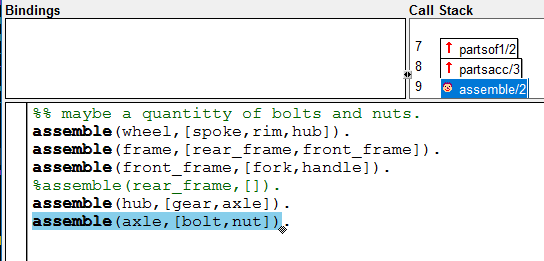 Bindings
Call Stack
7 partsof1/2
8 partsacc/3
9 assemble/2
%% maybe a quantitty of bolts and nuts.
assemble(wheel,[spoke,rim,hub]).
assemble(frame,[rear_frame,front_frame]).
assemble(front_frame,[fork,handle]).
%assemble(rear_frame,[]).
assemble(hub,[gear,axle]).
assemble(axle,[bolt,nut]).